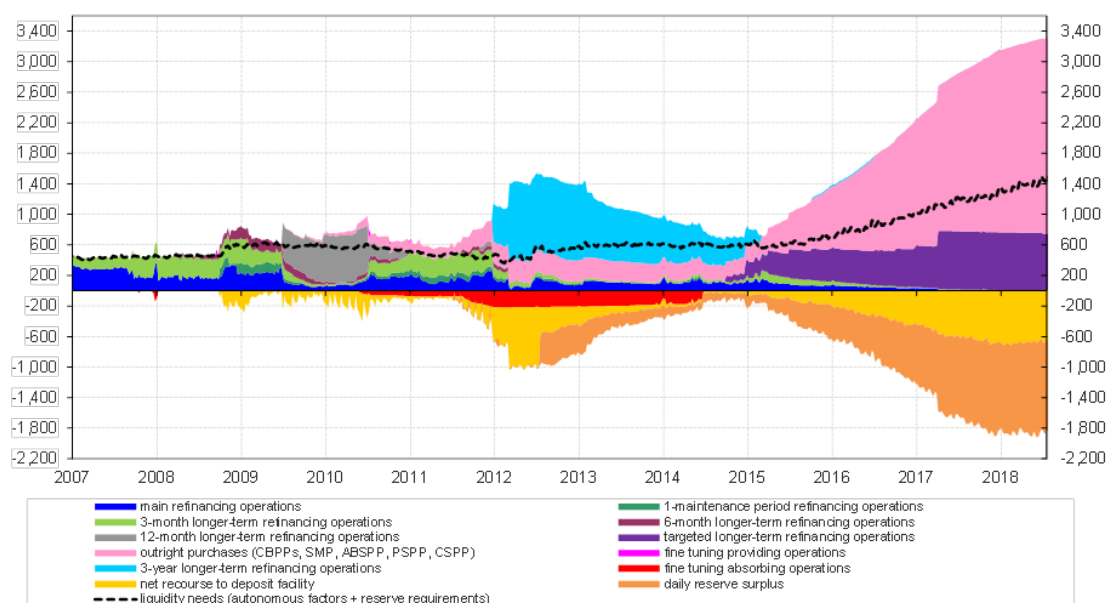 3,400 3,400
3,000 3,000
2,600 2,600
2,200 2,200
1,800 1,800
1,400 1,400
1,000 1,000
600 600
200 200
-200 -200
-600 -600
-1,000 -1,000
-1,400 -1,400
-1,800 -1,800
-2,200 -2,200
2007 2008 2009 2010 2011 2012 2013 2014 2015 2016 2017 2018
main refinancing operations 1-maintenance period refinancing operations
3-month longer-term refinancing operations 6-month longer-term refinancing operations
12-month longer-term refinancing operations targeted longer-term refinancing operations
outright purchases (CBPPs, SMP, ABSPP, PSPP, CSPP) fine tuning providing operations
3-year longer-term refinancing operations fine tuning absorbing operations
net recourse to deposit facility daily reserve surplus
liquidity needs (autonomous factors + reserve requirements)